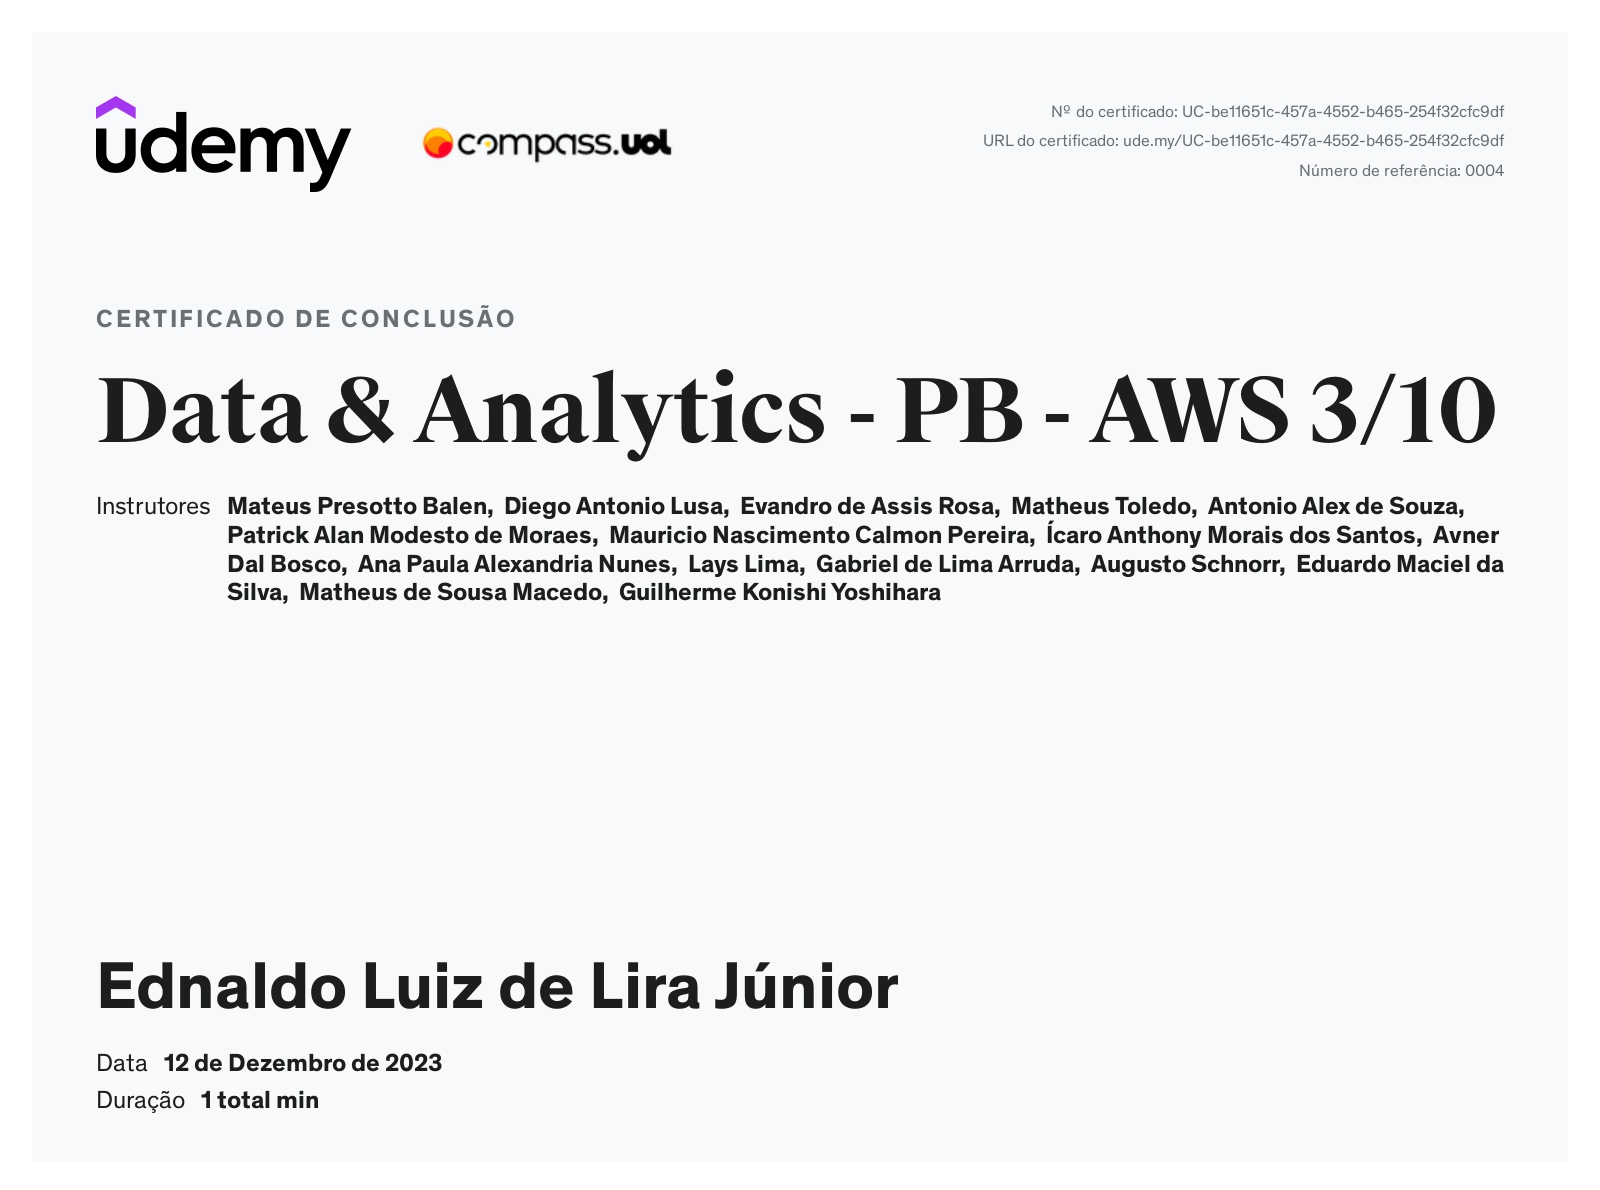 udemy
compass.uol
Nº do certificado: UC-be11651c-457a-4552-b465-254f32cfc9df
URL do certificado: ude.my/UC-be11651c-457a-4552-b465-254f32cfc9df
Número de referência: 0004
CERTIFICADO DE CONCLUSÃO
Data & Analytics - PB - AWS 3/10
Instrutores Mateus Presotto Balen, Diego Antonio Lusa, Evandro de Assis Rosa, Matheus Toledo, Antonio Alex de Souza,
Patrick Alan Modesto de Moraes, Mauricio Nascimento Calmon Pereira, Ícaro Anthony Morais dos Santos, Avner
Dal Bosco, Ana Paula Alexandria Nunes, Lays Lima, Gabriel de Lima Arruda, Augusto Schnorr, Eduardo Maciel da
Silva, Matheus de Sousa Macedo, Guilherme Konishi Yoshihara
Ednaldo Luiz de Lira Júnior
Data 12 de Dezembro de 2023
Duração 1 total min